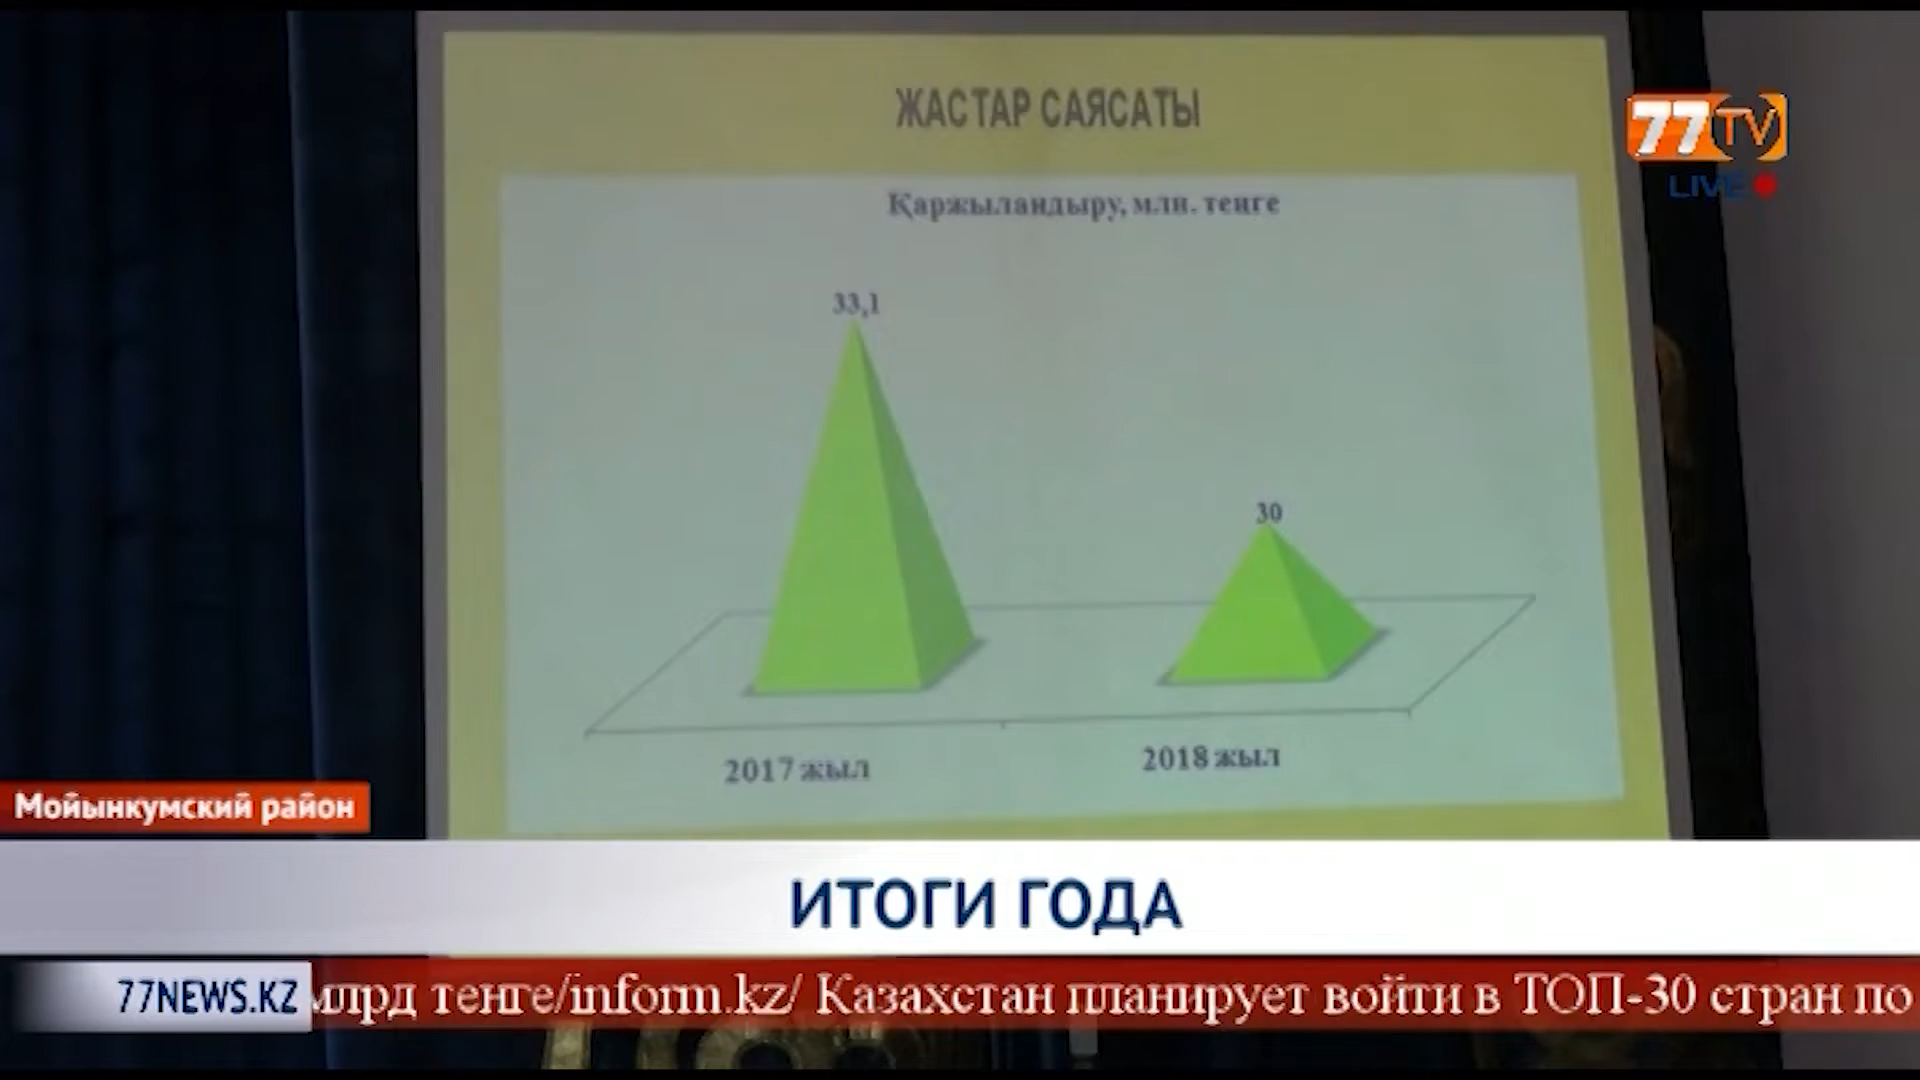 ЖАСТАР САЯСАТЫ
77TV
LIVE
Қаржыландыру, млн. теңге
33,1
30
2017 жыл
2018 жыл
Мойынкумский район
ИТОГИ ГОДА
77NEWS.KZ
млрд тенге/inform.kz/ Казахстан планирует войти в ТОП-30 стран по